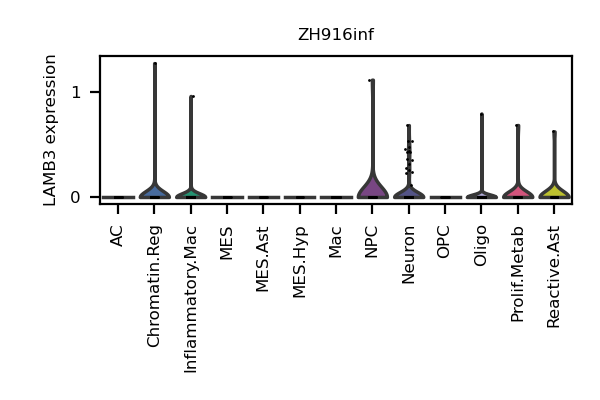 ZH916inf
LAMB3 expression
1
0
AC
Chromatin.Reg
Inflammatory.Mac
MES
MES.Ast
MES.Hyp
Mac
NPC
Neuron
OPC
Oligo
Prolif.Metab
Reactive.Ast